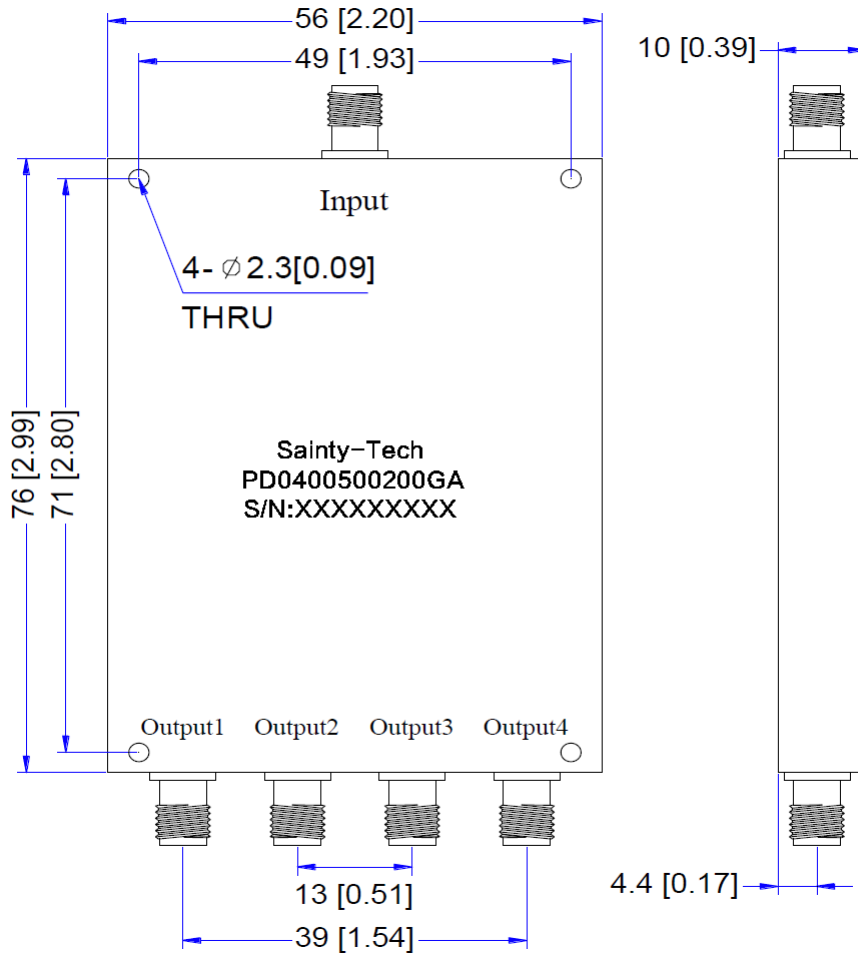 56 [2.20]
49 [1.93]
10 [0.39]
Input
4- ∅ 2.3[0.09]
THRU
76 [2.99]
71 [2.80]
Sainty-Tech
PD0400500200GA
S/N:XXXXXXXXX
Output1 Output2 Output3 Output4
13 [0.51]
4.4 [0.17]
39 [1.54]